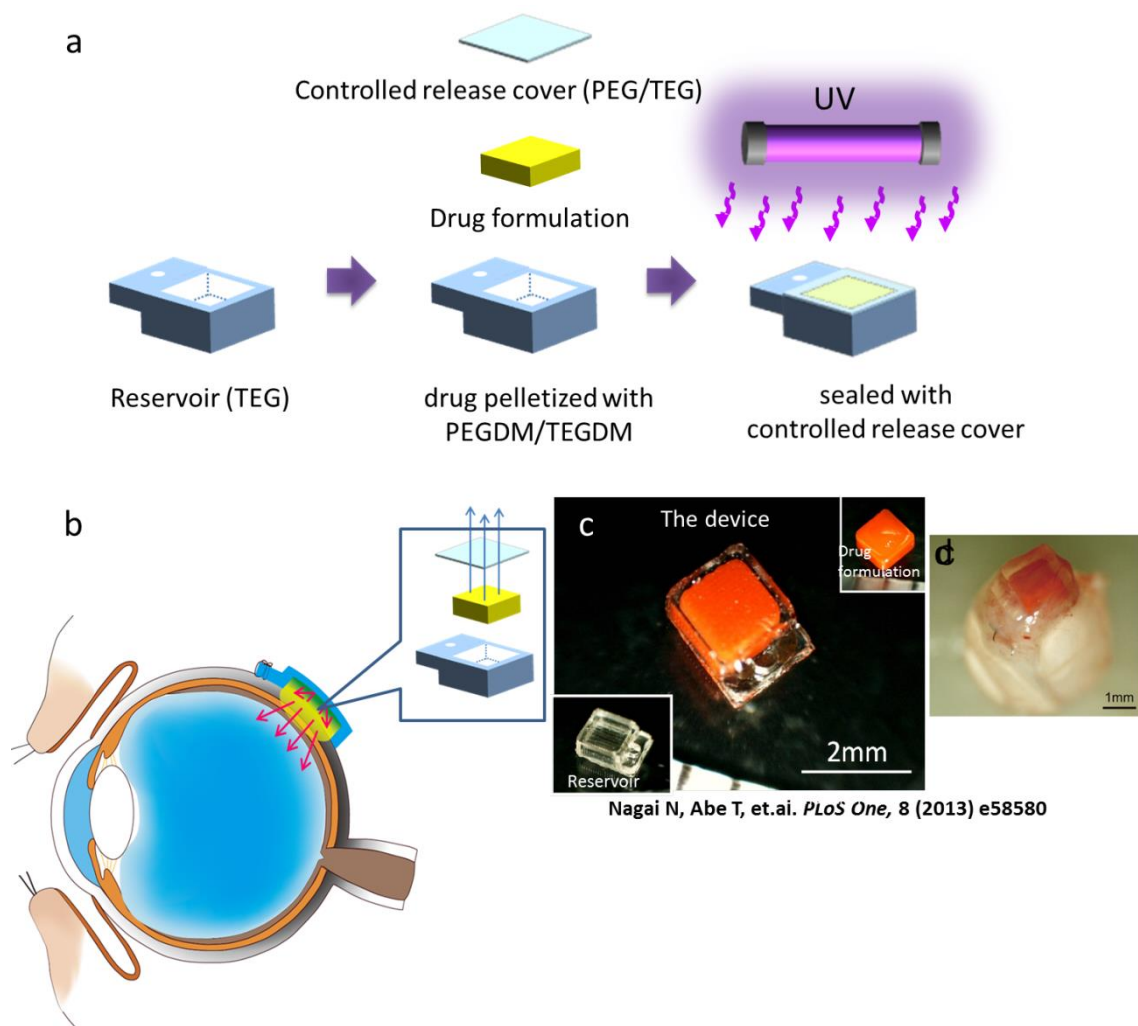 a
Controlled release cover (PEG/TEG)
UV
Drug formulation
Reservoir (TEG)
drug pelletized with
PEGDM/TEGDM
sealed with
controlled release cover
b
c
The device
Drug
formulation
d
Reservoir
2mm
1mm
Nagai N, Abe T, et.ai. PLoS One, 8 (2013) e58580